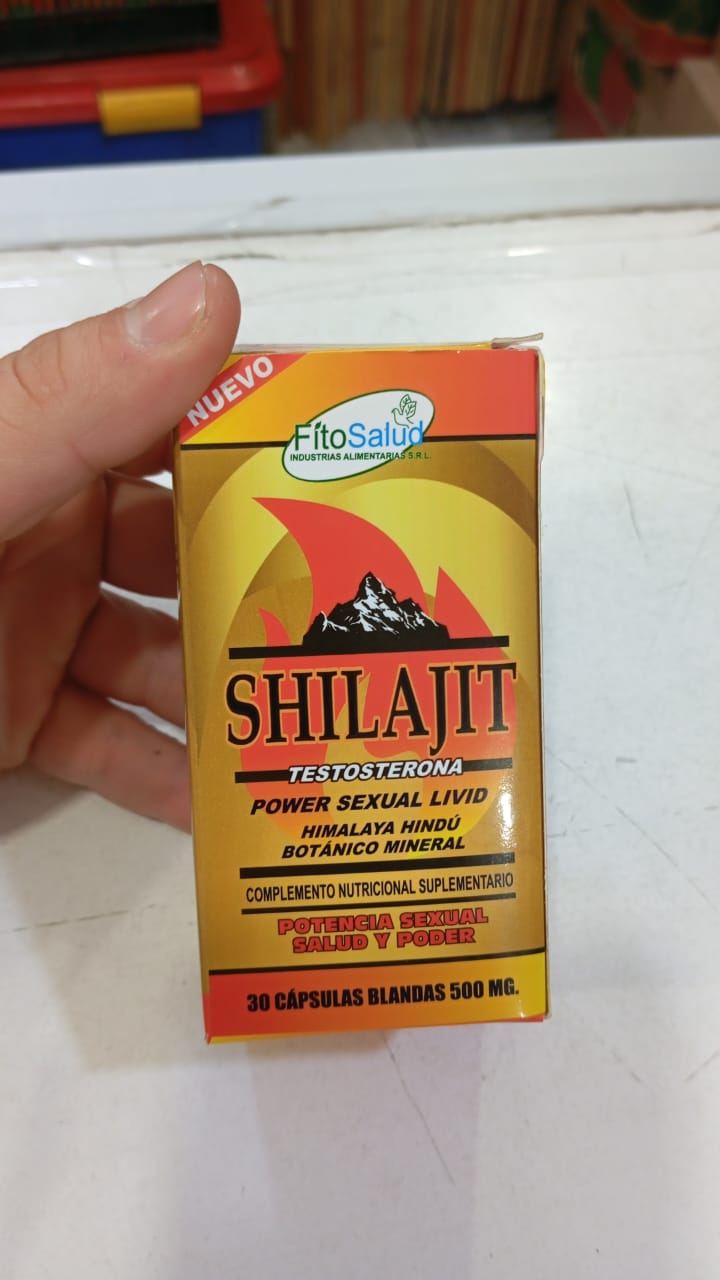 NUEVO
FitoSalud
INDUSTRIAS ALIMENTARIAS S.R.L.
SHILAJIT
TESTOSTERONA
POWER SEXUAL LIVID
HIMALAYA HINDÚ
BOTÁNICO MINERAL
COMPLEMENTO NUTRICIONAL SUPLEMENTARIO
POTENCIA SEXUAL
SALUD Y PODER
30 CÁPSULAS BLANDAS 500 MG.